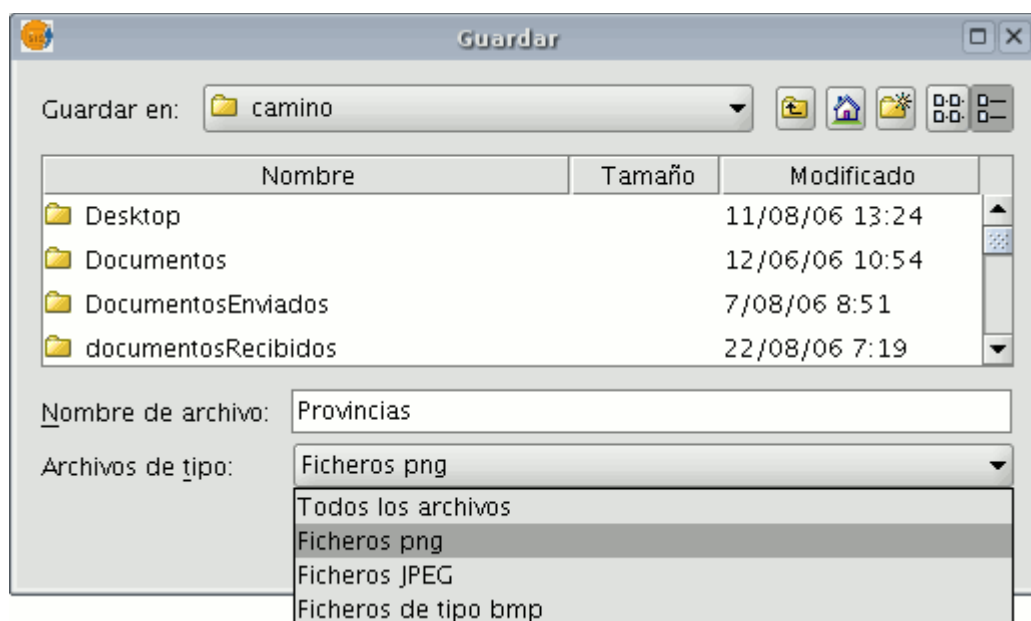 Guardar
Guardar en: camino
Nombre Tamaño Modificado
Desktop 11/08/06 13:24
Documentos 12/06/06 10:54
DocumentosEnviados 7/08/06 8:51
documentosRecibidos 22/08/06 7:19
Nombre de archivo: Provincias
Archivos de tipo: Ficheros png
Todos los archivos
Ficheros png
Ficheros JPEG
Ficheros de tipo bmp